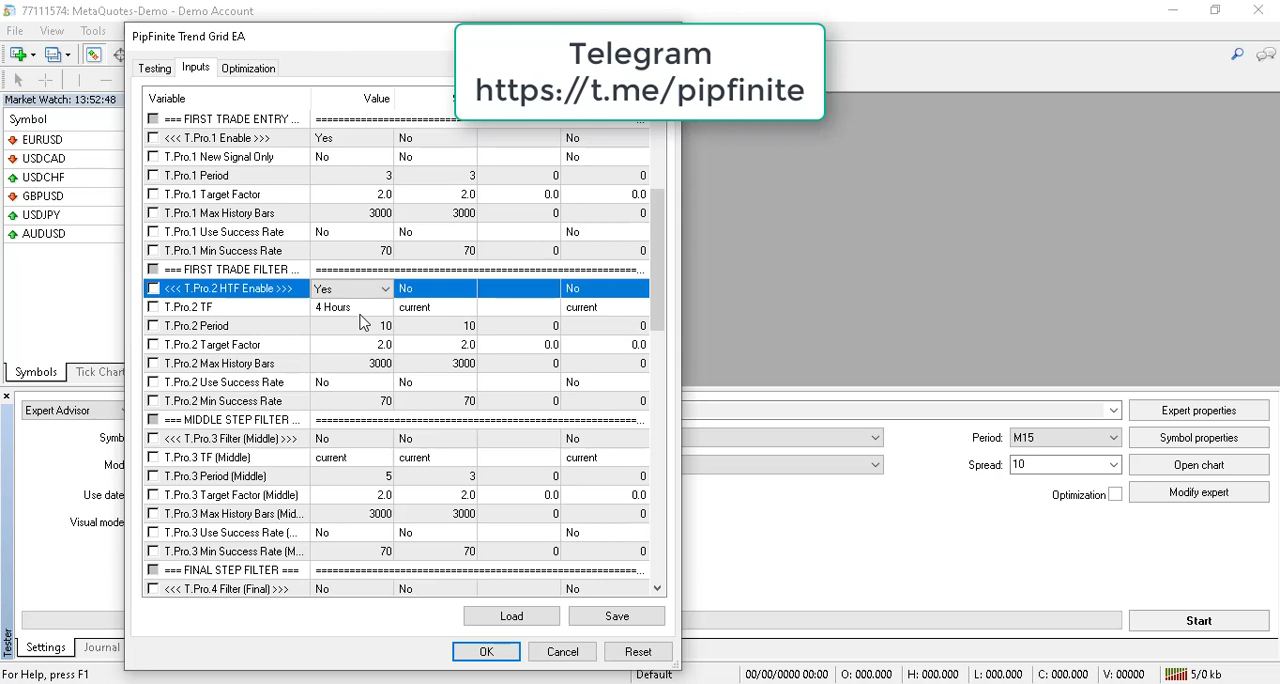 77111574: MetaQuotes-Demo - Demo Account
File View Tools
PipFinite Trend Grid EA
Telegram
https://t.me/pipfinite
Testing Inputs Optimization
Market Watch: 13:52:48
Symbol
EURUSD
USDCAD
USDCHF
GBPUSD
USDJPY
AUDUSD
Symbols Tick Chart
Variable Value
=== FIRST TRADE ENTRY ... ======================================...
<<< T.Pro.1 Enable >>> Yes No No
T.Pro.1 New Signal Only No No No
T.Pro.1 Period 3 3 0 0
T.Pro.1 Target Factor 2.0 2.0 0.0 0.0
T.Pro.1 Max History Bars 3000 3000 0 0
T.Pro.1 Use Success Rate No No No
T.Pro.1 Min Success Rate 70 70 0 0
=== FIRST TRADE FILTER ... ======================================...
<<< T.Pro.2 HTF Enable >>> Yes No No
T.Pro.2 TF 4 Hours current current
T.Pro.2 Period 10 10 0 0
T.Pro.2 Target Factor 2.0 2.0 0.0 0.0
T.Pro.2 Max History Bars 3000 3000 0 0
T.Pro.2 Use Success Rate No No No
T.Pro.2 Min Success Rate 70 70 0 0
=== MIDDLE STEP FILTER ... ======================================...
<<< T.Pro.3 Filter (Middle) >>> No No No
T.Pro.3 TF (Middle) current current current
T.Pro.3 Period (Middle) 5 3 0 0
T.Pro.3 Target Factor (Middle) 2.0 2.0 0.0 0.0
T.Pro.3 Max History Bars (Mid... 3000 3000 0 0
T.Pro.3 Use Success Rate (... No No No
T.Pro.3 Min Success Rate (M... 70 70 0 0
=== FINAL STEP FILTER === ======================================...
<<< T.Pro.4 Filter (Final) >>> No No No
Load Save
OK Cancel Reset
Expert Advisor
Use date
Visual mode
Tester
Settings Journal
Expert properties
Period: M15 Symbol properties
Spread: 10 Open chart
Optimization Modify expert
Start
For Help, press F1
Default 00/00/0000 00:00 O: 000.000 H: 000.000 L: 000.000 C: 000.000 V: 00000 5/0 kb